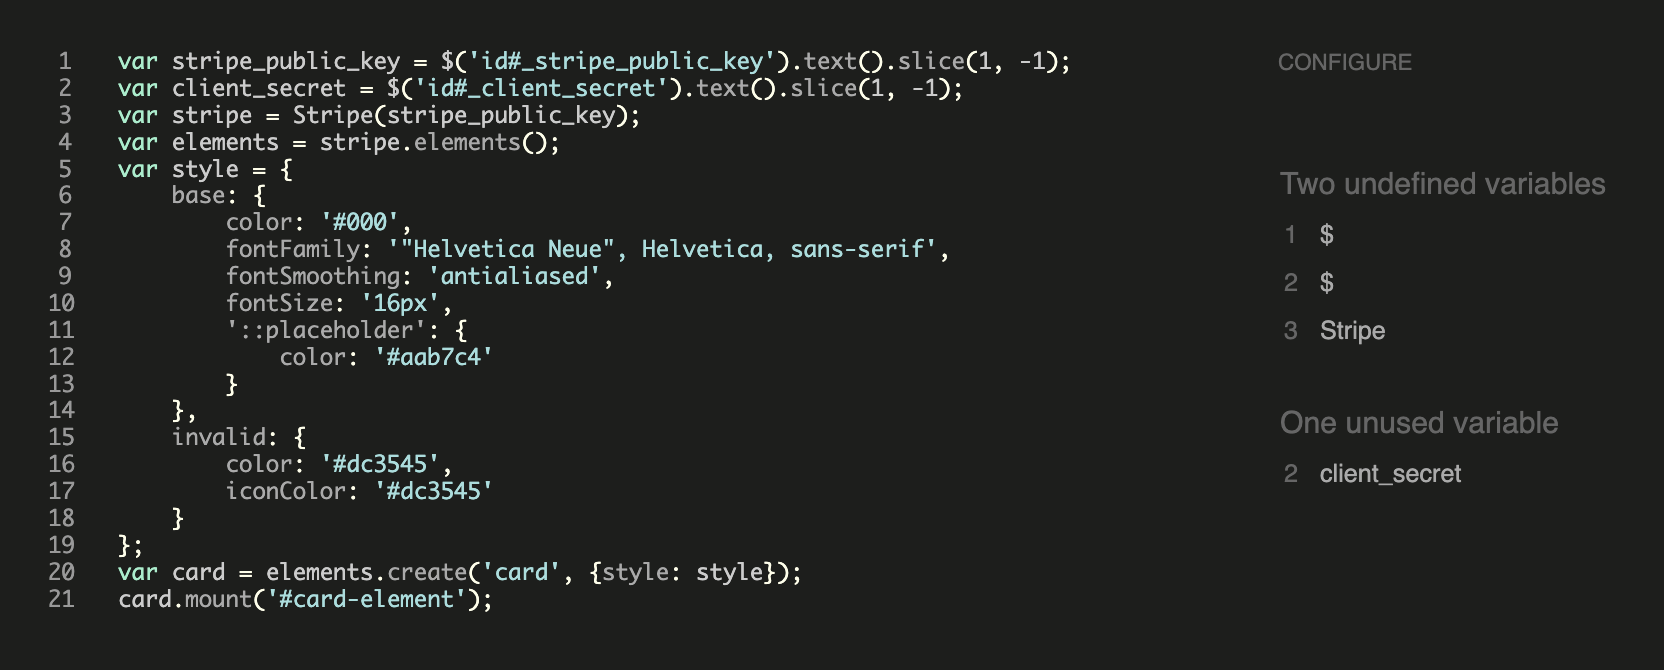 1 var stripe_public_key = $('id#_stripe_public_key').text().slice(1, -1);
2 var client_secret = $('id#_client_secret').text().slice(1, -1);
3 var stripe = Stripe(stripe_public_key);
4 var elements = stripe.elements();
5 var style = {
6     base: {
7         color: '#000',
8         fontFamily: '"Helvetica Neue", Helvetica, sans-serif',
9         fontSmoothing: 'antialiased',
10         fontSize: '16px',
11         '::placeholder': {
12             color: '#aab7c4'
13         }
14     },
15     invalid: {
16         color: '#dc3545',
17         iconColor: '#dc3545'
18     }
19 };
20 var card = elements.create('card', {style: style});
21 card.mount('#card-element');
CONFIGURE
Two undefined variables
1 $
2 $
3 Stripe
One unused variable
2 client_secret